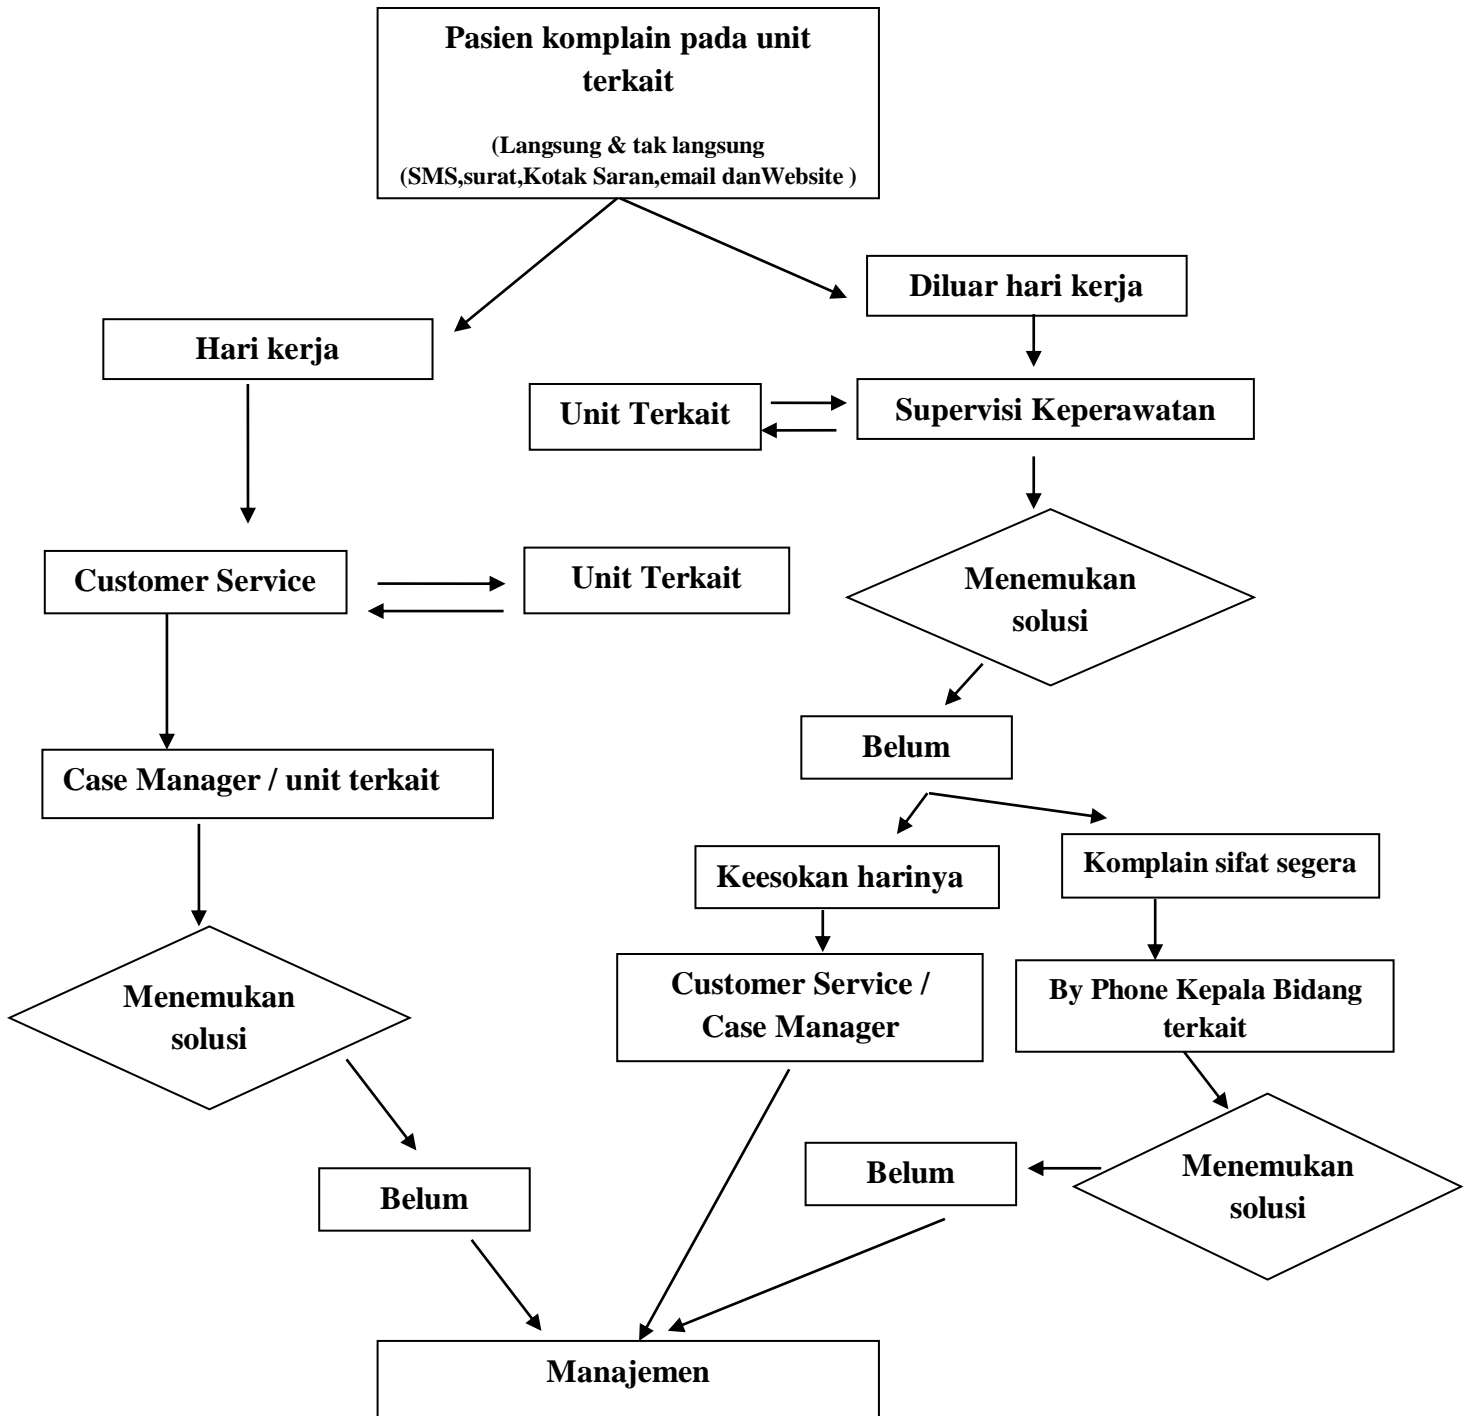 Pasien komplain pada unit
terkait
(Langsung & tak langsung
(SMS,surat,Kotak Saran,email danWebsite )
Diluar hari kerja
Hari kerja
Unit Terkait
Supervisi Keperawatan
Customer Service
Unit Terkait
Menemukan
solusi
Belum
Case Manager / unit terkait
Keesokan harinya
Komplain sifat segera
Menemukan
solusi
Customer Service /
Case Manager
By Phone Kepala Bidang
terkait
Belum
Belum
Menemukan
solusi
Manajemen